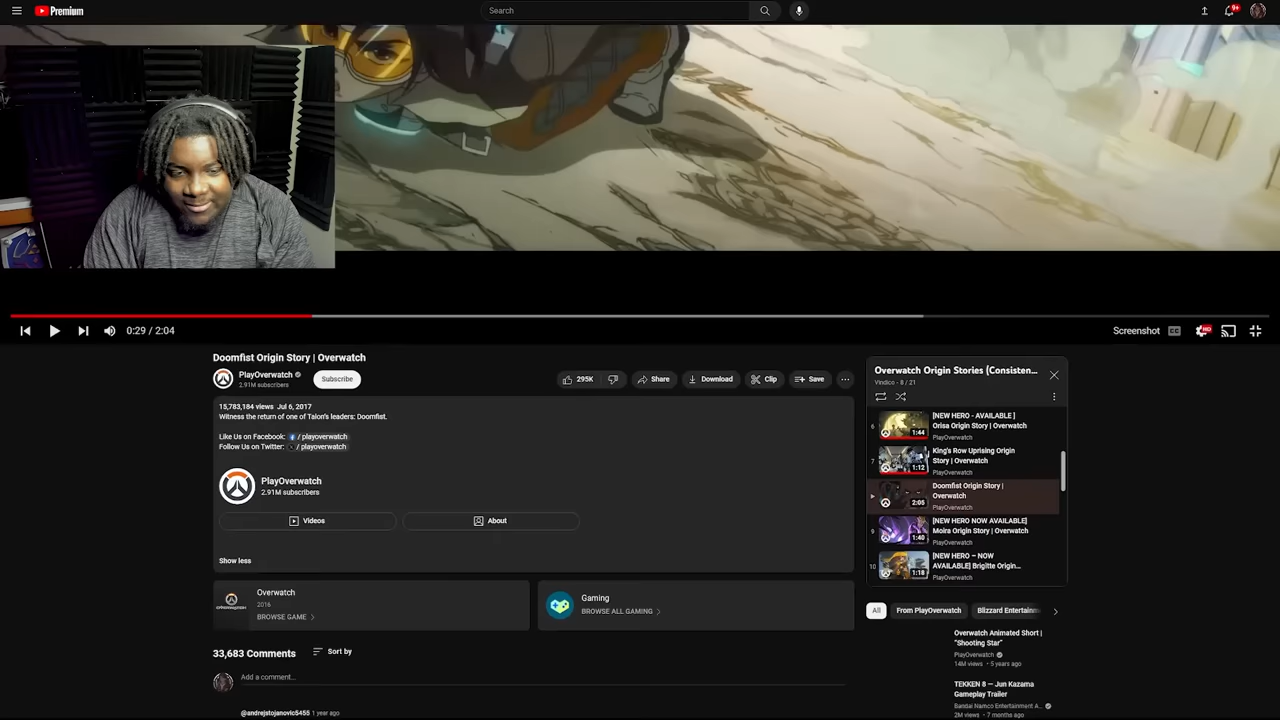 Premium
Search
9+
0:29 / 2:04
Screenshot
CC
HD
Doomfist Origin Story | Overwatch
PlayOverwatch
2.91M subscribers
Subscribe
295K
Share
Download
Clip
Save
15,783,184 views Jul 6, 2017
Witness the return of one of Talon's leaders: Doomfist.
Like Us on Facebook: / playoverwatch
Follow Us on Twitter: / playoverwatch
PlayOverwatch
2.91M subscribers
Videos
About
Show less
Overwatch
2016
BROWSE GAME
Gaming
BROWSE ALL GAMING
33,683 Comments
Sort by
Add a comment...
@andrejstojanovic5455 1 year ago
Overwatch Origin Stories (Consisten...
Vindico - 8 / 21
6
1:44
[NEW HERO - AVAILABLE ]
Orisa Origin Story | Overwatch
PlayOverwatch
7
1:12
King's Row Uprising Origin
Story | Overwatch
PlayOverwatch
2:05
Doomfist Origin Story |
Overwatch
PlayOverwatch
9
1:40
[NEW HERO NOW AVAILABLE]
Moira Origin Story | Overwatch
PlayOverwatch
10
1:18
[NEW HERO – NOW
AVAILABLE] Brigitte Origin...
PlayOverwatch
All
From PlayOverwatch
Blizzard Entertainm
Overwatch Animated Short |
"Shooting Star"
PlayOverwatch
14M views • 5 years ago
TEKKEN 8 — Jun Kazama
Gameplay Trailer
Bandai Namco Entertainment A...
2M views • 7 months ago